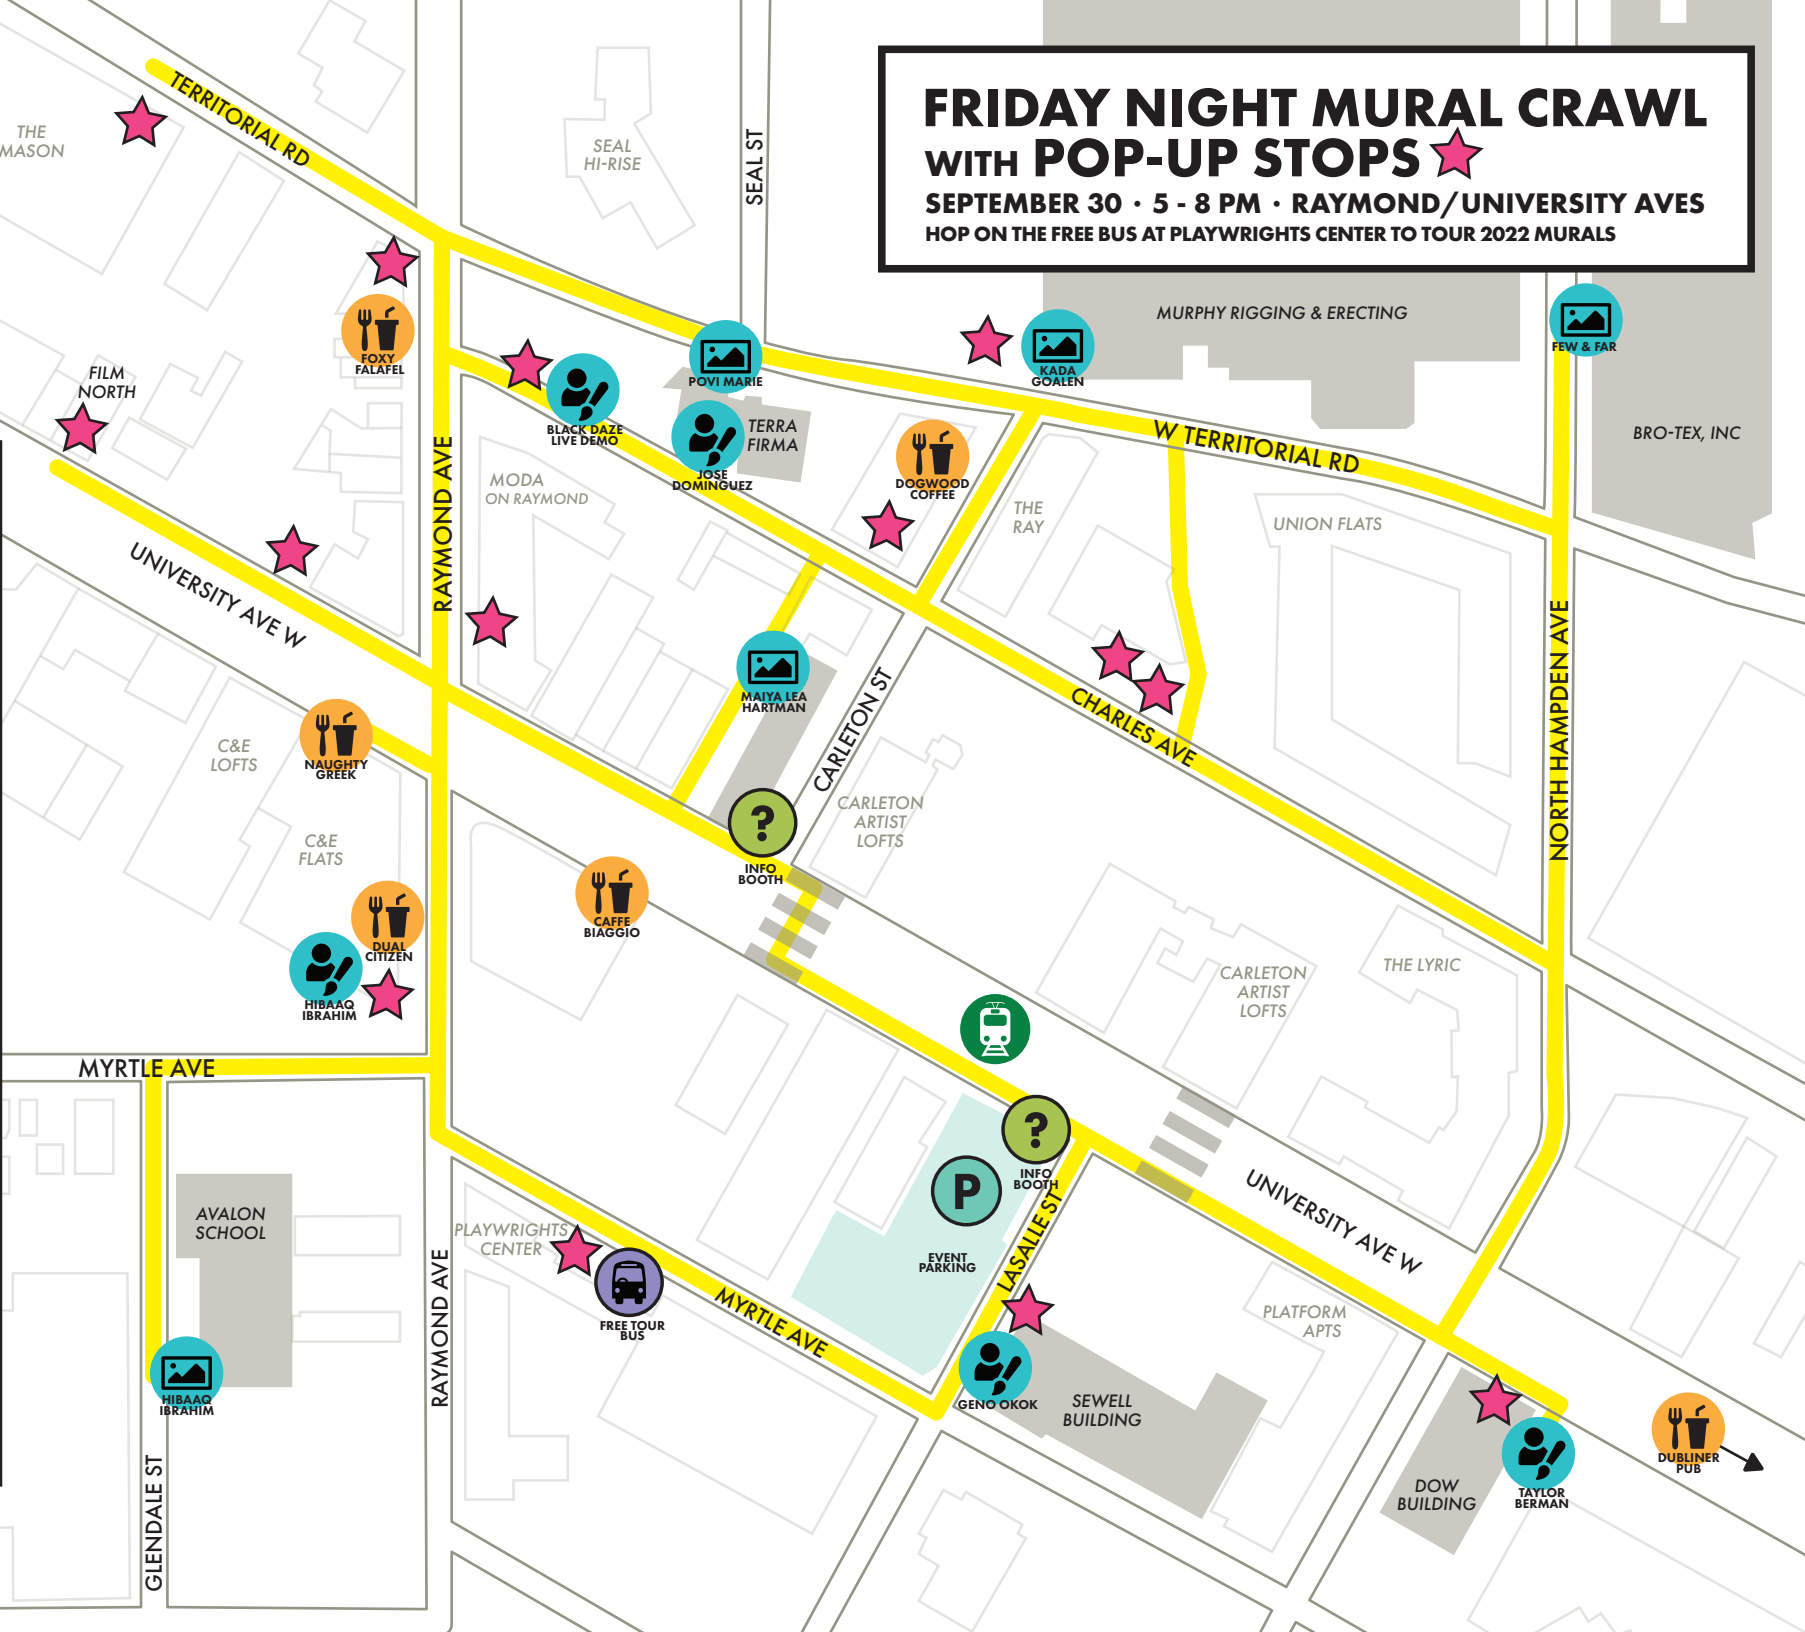 FRIDAY NIGHT MURAL CRAWL
WITH POP-UP STOPS
SEPTEMBER 30 • 5 - 8 PM • RAYMOND/UNIVERSITY AVES
HOP ON THE FREE BUS AT PLAYWRIGHTS CENTER TO TOUR 2022 MURALS
TERRITORIAL RD
THE
MASON
SEAL
HI-RISE
SEAL ST
MURPHY RIGGING & ERECTING
FEW & FAR
BRO-TEX, INC
FOXY
FALAFEL
FILM
NORTH
POVI MARIE
KADA
GOALEN
BLACK DAZE
LIVE DEMO
TERRA
FIRMA
JOSE
DOMINGUEZ
DOGWOOD
COFFEE
W TERRITORIAL RD
RAYMOND AVE
MODA
ON RAYMOND
THE
RAY
UNION FLATS
UNIVERSITY AVE W
NORTH HAMPDEN AVE
MAIYA LEA
HARTMAN
CARLETON ST
CHARLES AVE
C&E
LOFTS
NAUGHTY
GREEK
C&E
FLATS
CARLETON
ARTIST
LOFTS
?
INFO
BOOTH
CAFFE
BIAGGIO
DUAL
CITIZEN
HIBAAQ
IBRAHIM
CARLETON
ARTIST
LOFTS
THE LYRIC
MYRTLE AVE
?
INFO
BOOTH
P
EVENT
PARKING
LASALLE ST
UNIVERSITY AVE W
AVALON
SCHOOL
PLAYWRIGHTS
CENTER
FREE TOUR
BUS
MYRTLE AVE
RAYMOND AVE
PLATFORM
APTS
HIBAAQ
IBRAHIM
GENO OKOK
SEWELL
BUILDING
GLENDALE ST
DOW
BUILDING
TAYLOR
BERMAN
DUBLINER
PUB